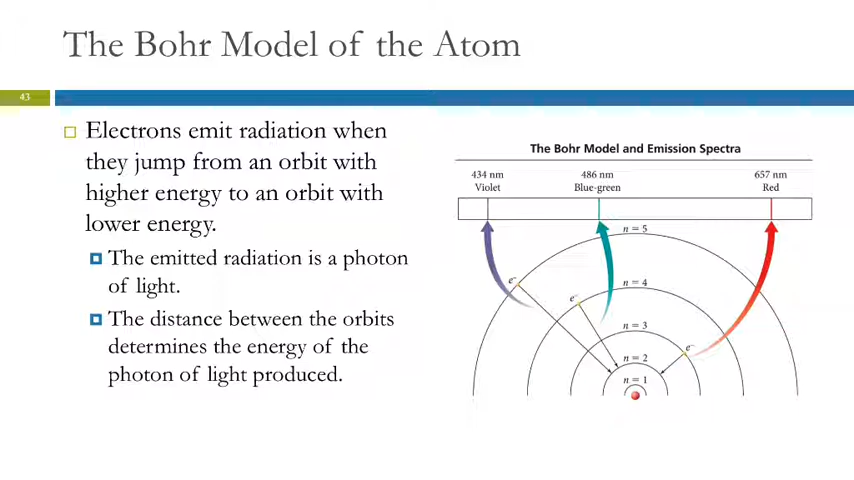 The Bohr Model of the Atom
43
Electrons emit radiation when
they jump from an orbit with
higher energy to an orbit with
lower energy.
The emitted radiation is a photon
of light.
The distance between the orbits
determines the energy of the
photon of light produced.
The Bohr Model and Emission Spectra
434 nm 486 nm 657 nm
Violet Blue-green Red
n = 5
e⁻
n = 4
e⁻
n = 3
e⁻
n = 2
n = 1